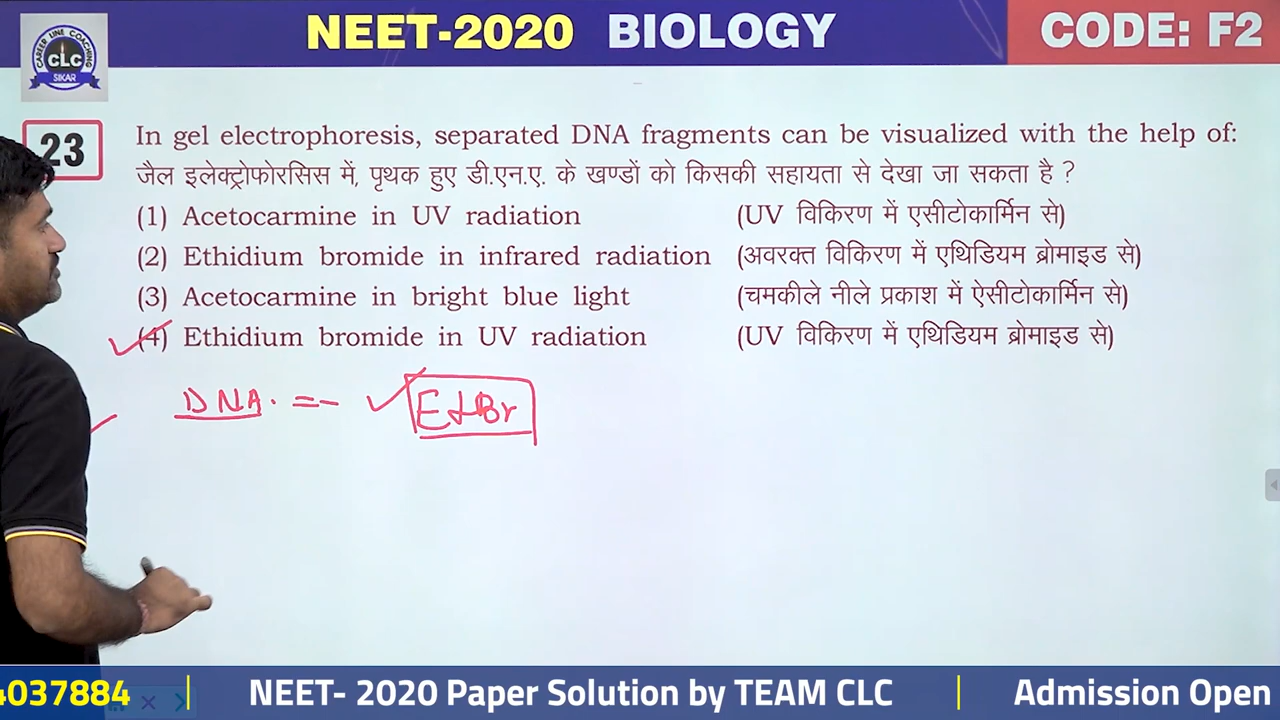 NEET-2020 BIOLOGY
CODE: F2
CAREER LINE COACHING
CLC
SIKAR
23
In gel electrophoresis, separated DNA fragments can be visualized with the help of:
जैल इलेक्ट्रोफोरसिस में, पृथक हुए डी.एन.ए. के खण्डों को किसकी सहायता से देखा जा सकता है ?
(1) Acetocarmine in UV radiation (UV विकिरण में एसीटोकार्मिन से)
(2) Ethidium bromide in infrared radiation (अवरक्त विकिरण में एथिडियम ब्रोमाइड से)
(3) Acetocarmine in bright blue light (चमकीले नीले प्रकाश में ऐसीटोकार्मिन से)
(4) Ethidium bromide in UV radiation (UV विकिरण में एथिडियम ब्रोमाइड से)
DNA. == EtBr
4037884 | NEET- 2020 Paper Solution by TEAM CLC | Admission Open